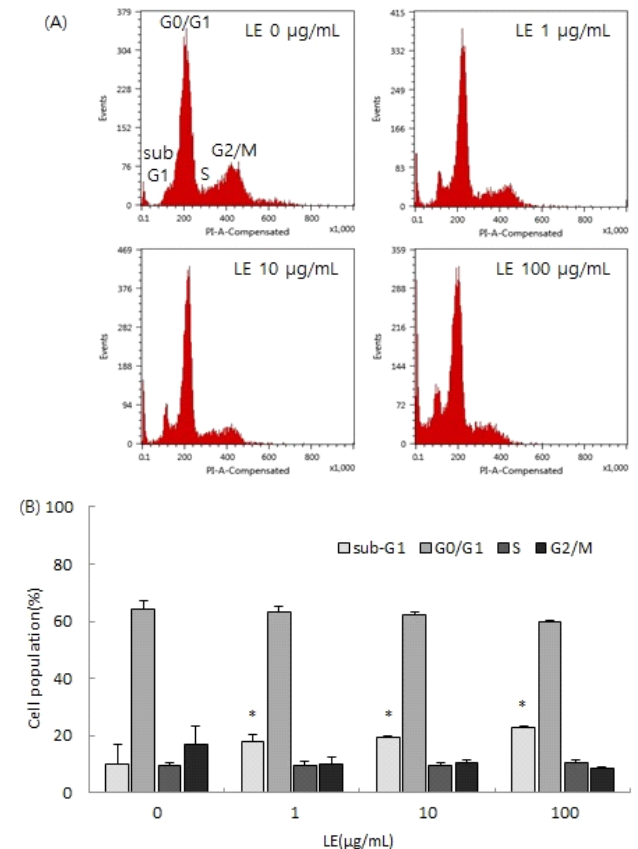 (A)
379
304
228
152
76
0
Events
G0/G1
LE 0 µg/mL
sub
G1
S
G2/M
0.1 200 400 600 800
x1,000
PI-A-Compensated
415
332
249
166
83
0
Events
LE 1 µg/mL
0.1 200 400 600 800
x1,000
PI-A-Compensated
469
376
282
188
94
0
Events
LE 10 µg/mL
0.1 200 400 600 800
x1,000
PI-A-Compensated
359
288
216
144
72
0
Events
LE 100 µg/mL
0.1 200 400 600 800
x1,000
PI-A-Compensated
(B)
100
80
60
40
20
0
Cell population(%)
sub-G1 G0/G1 S G2/M
* * *
0 1 10 100
LE(µg/mL)